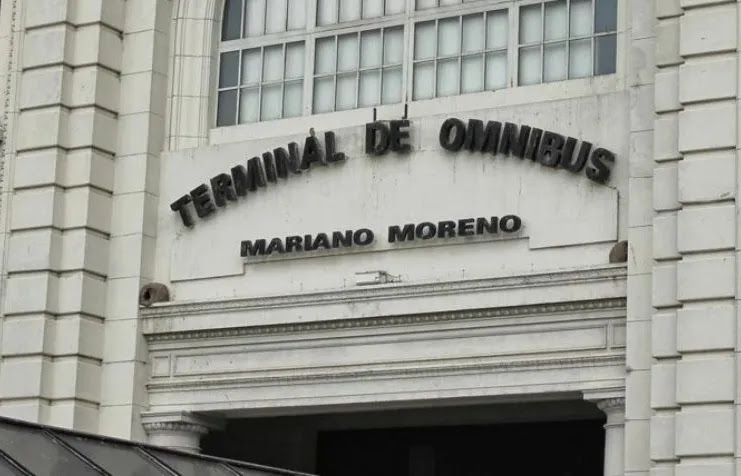 TERMINAL DE OMNIBUS
MARIANO MORENO